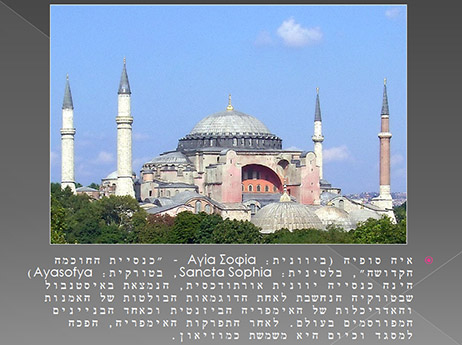 איה סופיה (ביוונית: Αγία Σοφία - "כנסיית החוכמה
הקדושה", בלטינית: Sancta Sophia, בטורקית: Ayasofya)
הינה כנסייה יוונית אורתודכסית, הנמצאת באיסטנבול
שבטורקיה הנחשבת לאחת הדוגמאות הבולטות של האמנות
והאדריכלות של האימפריה הביזנטית וכאחד הבניינים
המפורסמים בעולם. לאחר התפרקות האימפריה, הפכה
למסגד וכיום היא משמשת כמוזיאון.